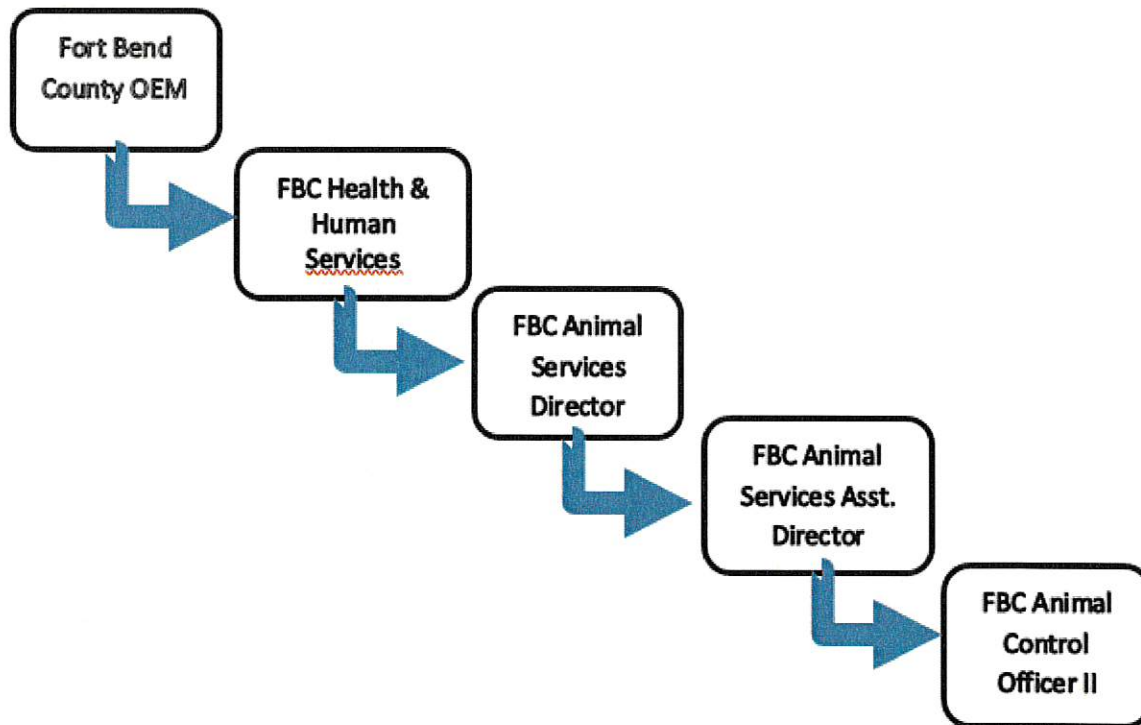 Fort Bend
County OEM
FBC Health &
Human
Services
FBC Animal
Services
Director
FBC Animal
Services Asst.
Director
FBC Animal
Control
Officer II